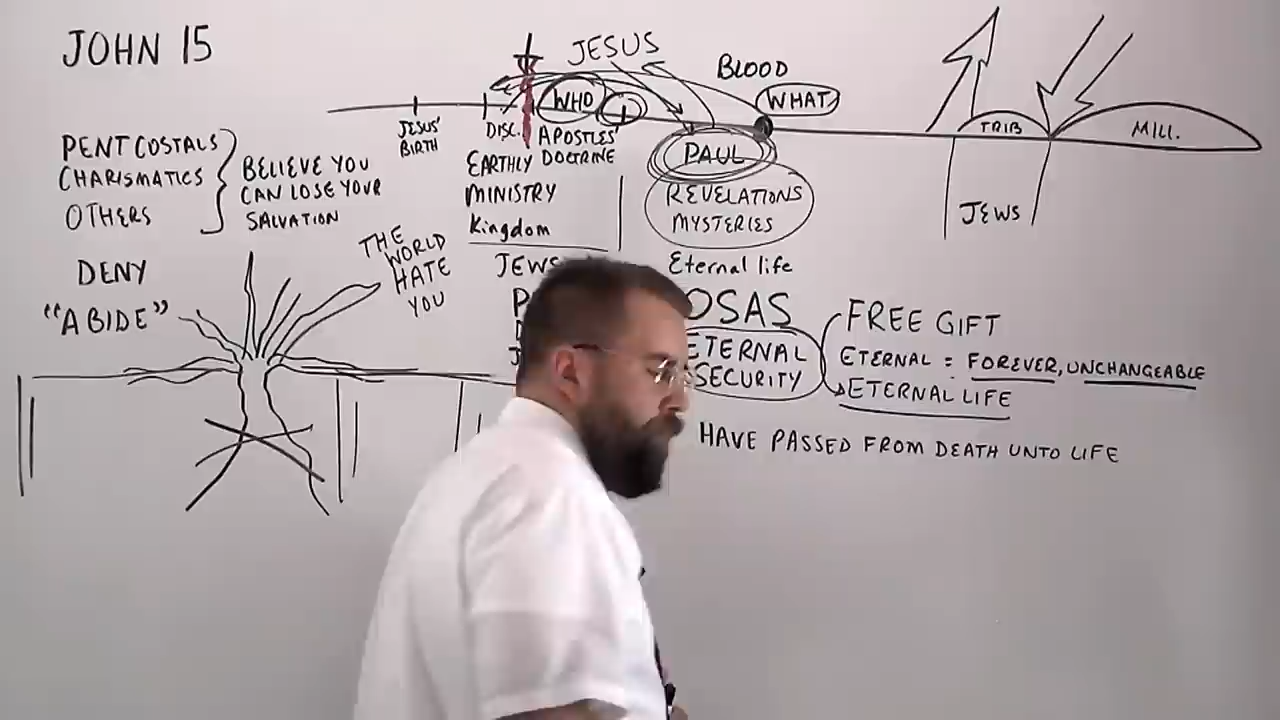 JOHN 15
JESUS
BLOOD
WHO
WHAT
JESUS'
BIRTH
DISC.
APOSTLES'
DOCTRINE
EARTHLY
MINISTRY
Kingdom
JEWS
PAUL
REVELATIONS
MYSTERIES
Eternal life
OSAS
ETERNAL
SECURITY
TRIB
MILL.
JEWS
PENTCOSTALS
CHARISMATICS
OTHERS
BELIEVE YOU
CAN LOSE YOUR
SALVATION
DENY
"ABIDE"
THE
WORLD
HATE
YOU
FREE GIFT
ETERNAL = FOREVER, UNCHANGEABLE
ETERNAL LIFE
HAVE PASSED FROM DEATH UNTO LIFE